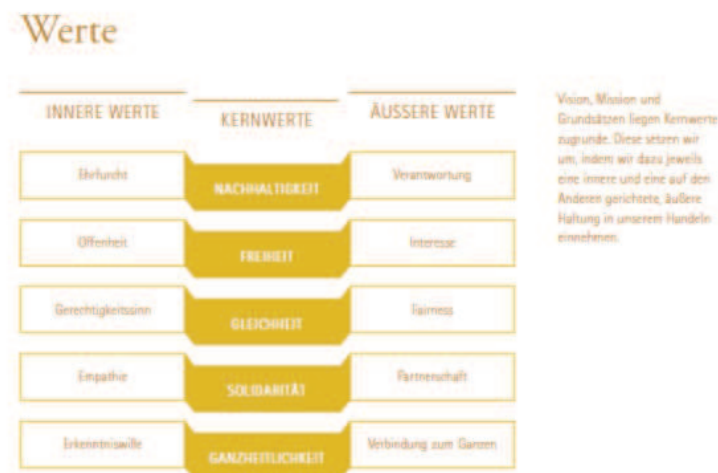 Werte
INNERE WERTE KERNWERTE ÄUSSERE WERTE
Ehrfurcht NACHHALTIGKEIT Verantwortung
Offenheit FREIHEIT Interesse
Gerechtigkeitssinn GLEICHHEIT Fairness
Empathie SOLIDARITÄT Partnerschaft
Erkenntniswille GANZHEITLICHKEIT Verbindung zum Ganzen
Vision, Mission und
Grundsätzen liegen Kernwerte
zugrunde. Diese setzen wir
um, indem wir dazu jeweils
eine innere und eine auf den
Anderen gerichtete, äußere
Haltung in unserem Handeln
einnehmen.